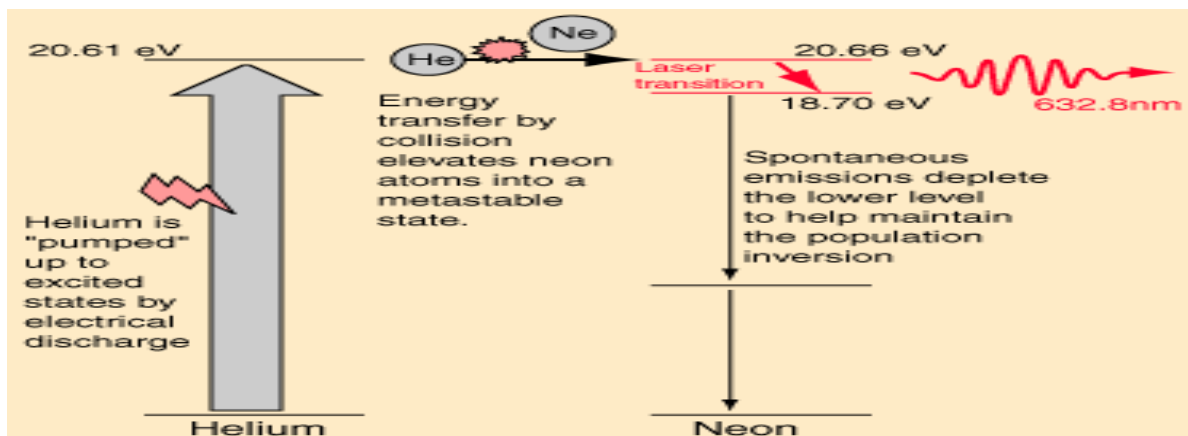 20.61 eV
He
Ne
20.66 eV
Laser
transition
18.70 eV
632.8nm
Energy
transfer by
collision
elevates neon
atoms into a
metastable
state.
Helium is
"pumped"
up to
excited
states by
electrical
discharge
Spontaneous
emissions deplete
the lower level
to help maintain
the population
inversion
Helium
Neon